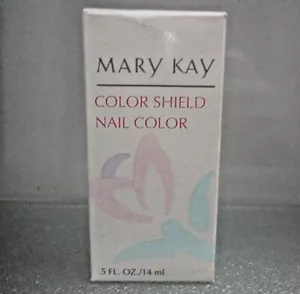 MARY KAY
COLOR SHIELD
NAIL COLOR
.5 FL. OZ./14 ml